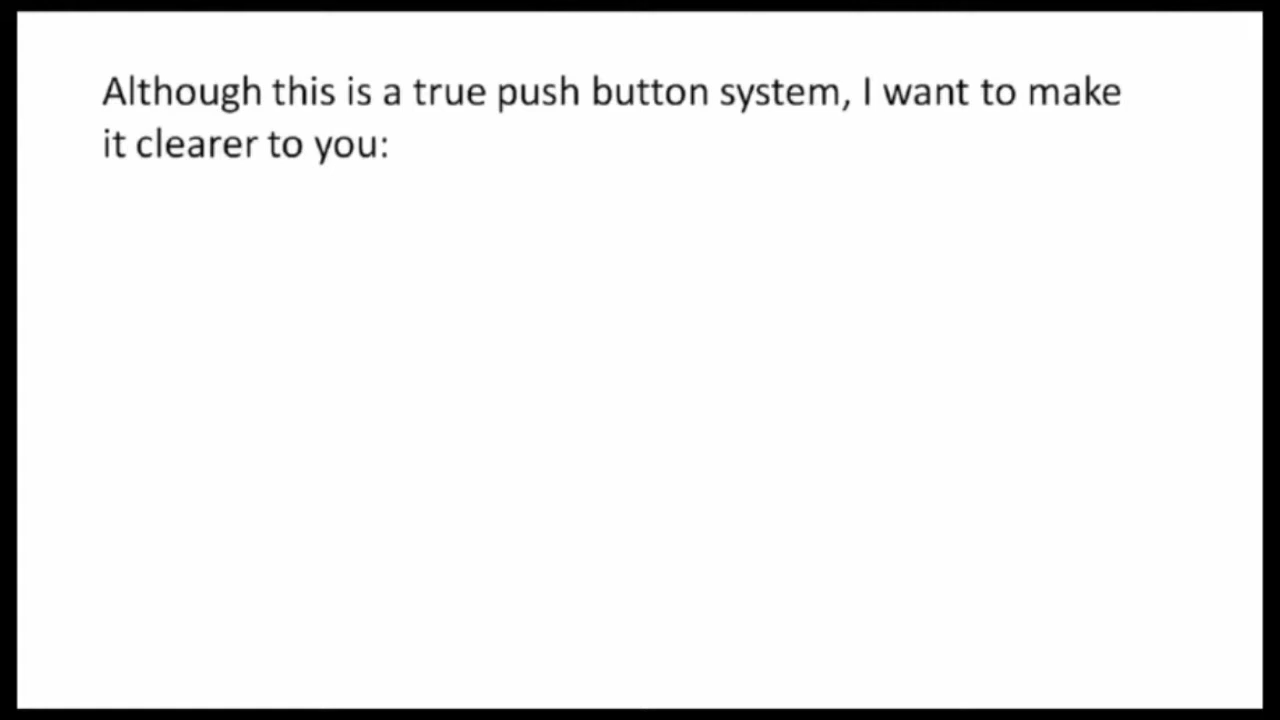 Although this is a true push button system, I want to make
it clearer to you: